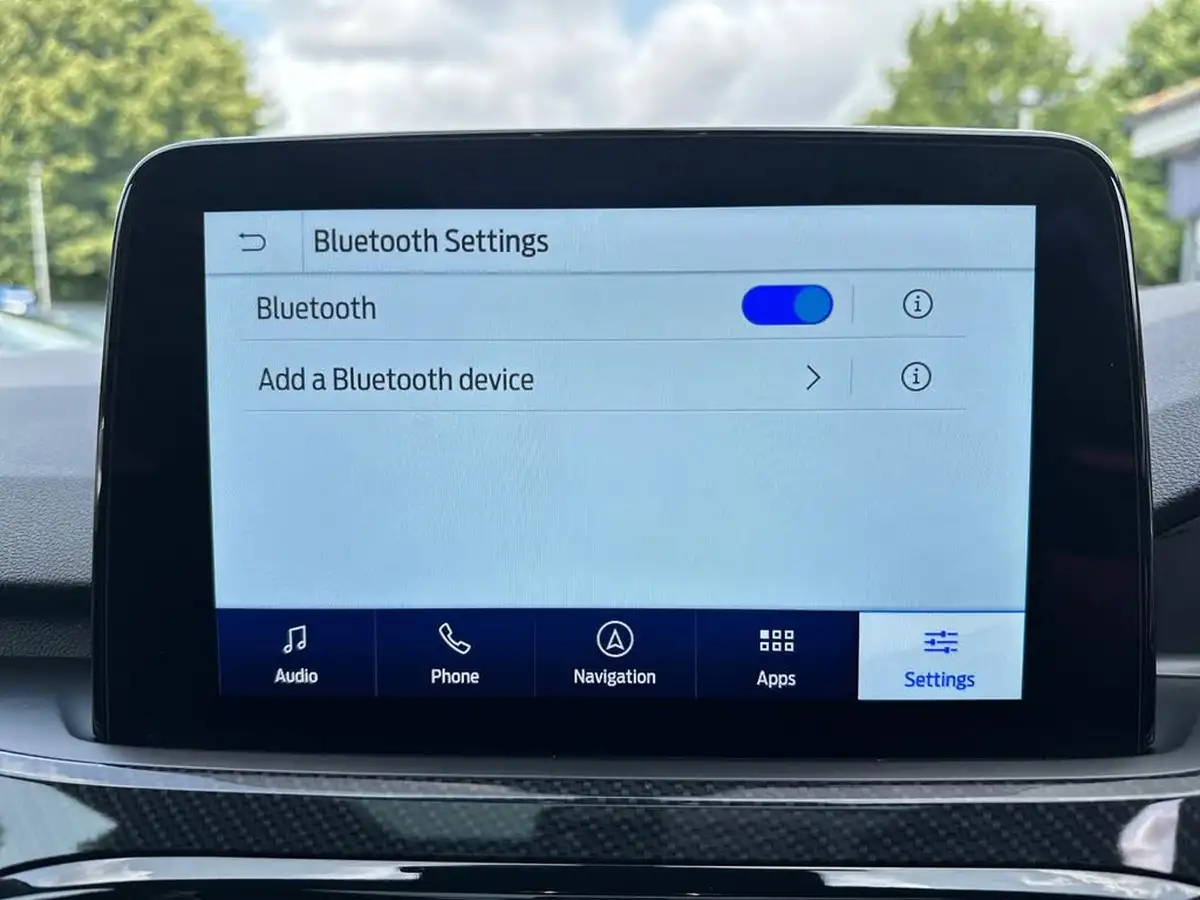 Bluetooth Settings
Bluetooth
Add a Bluetooth device
Audio
Phone
Navigation
Apps
Settings